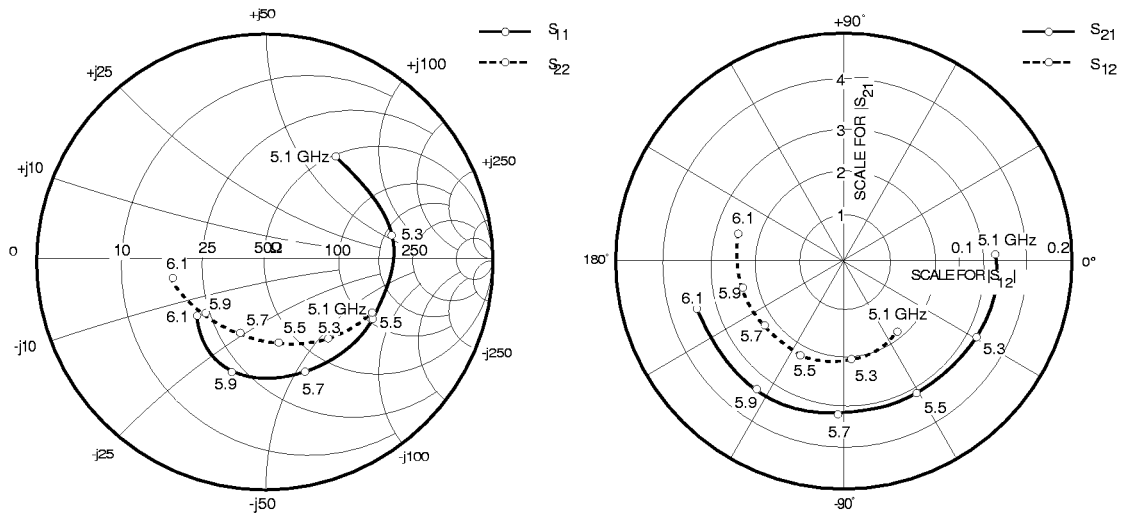 +j50
S11
S22
+j25
+j100
+j10
+j250
5.1 GHz
5.3
0 10 25 50Ω 100 250
6.1
5.9
5.7
5.5
5.3
5.1 GHz
6.1
5.5
5.9
5.7
-j10
-j250
-j25
-j100
-j50
+90°
S21
S12
4
3
2
1
SCALE FOR |S21
6.1
5.1 GHz
0.1 0.2
180°
0°
SCALE FOR |S12|
5.9
6.1
5.7
5.5
5.3
5.1 GHz
5.3
5.5
5.9
5.7
-90°